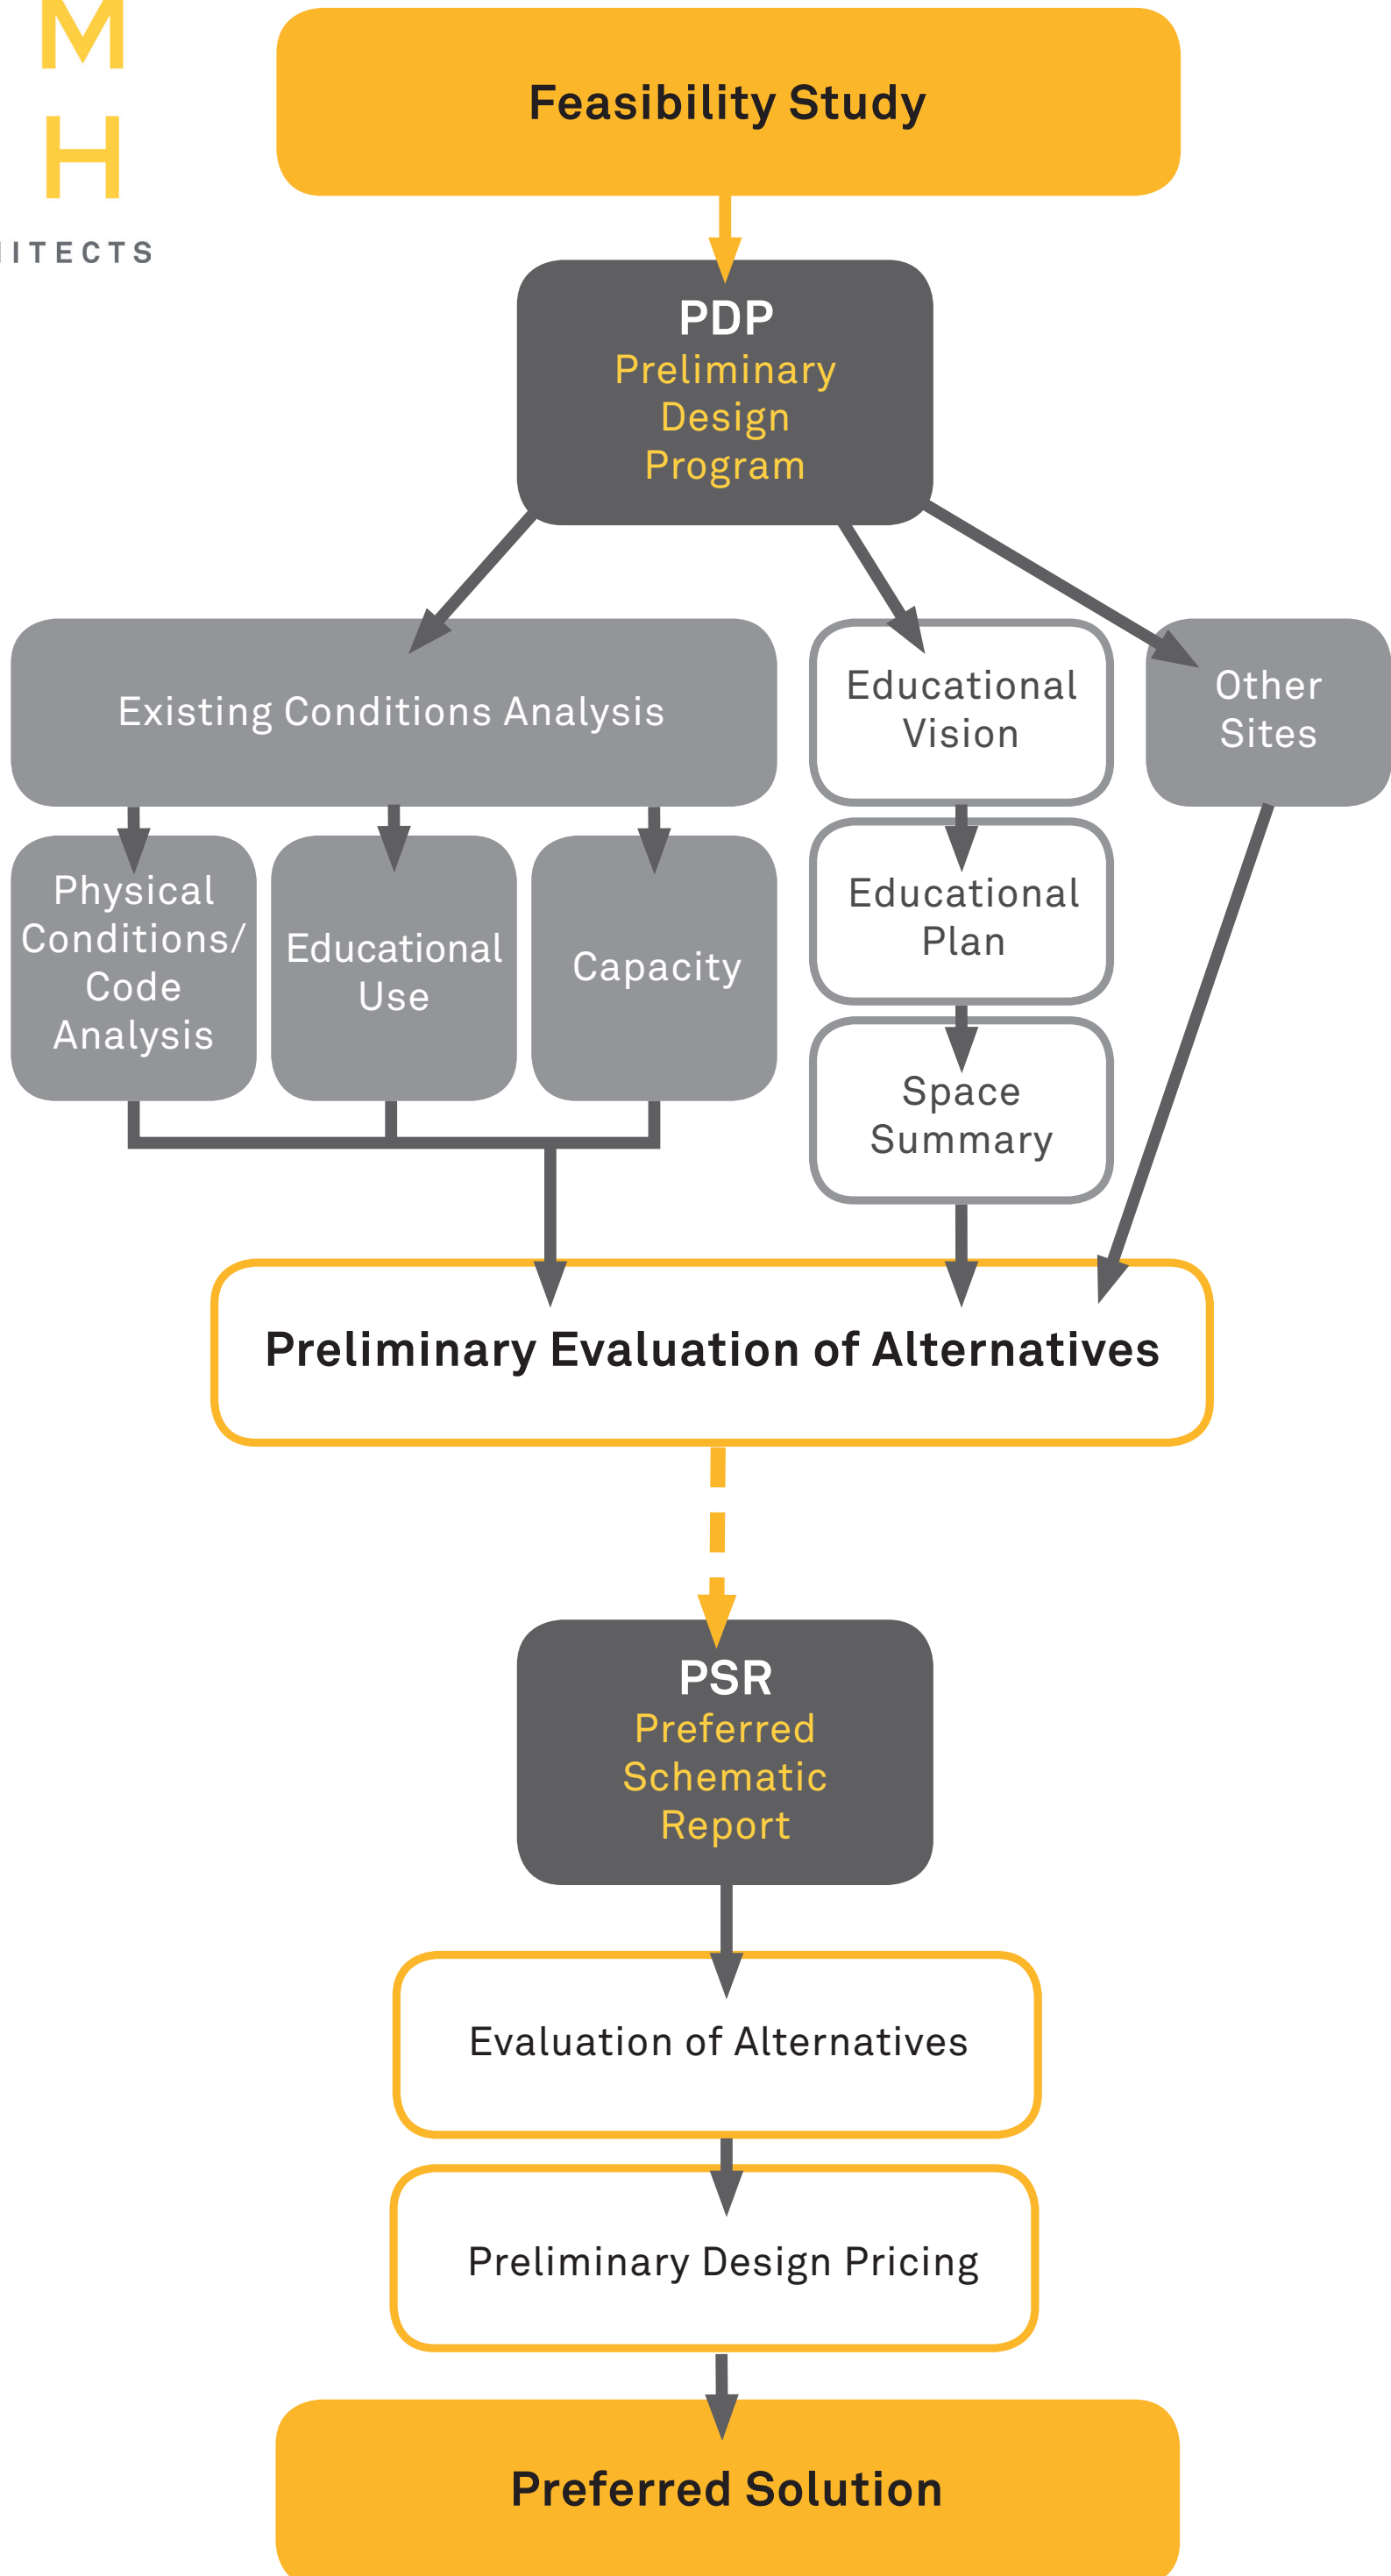 M
H
HITECTS
Feasibility Study
PDP
Preliminary
Design
Program
Existing Conditions Analysis
Educational
Vision
Other
Sites
Physical
Conditions/
Code
Analysis
Educational
Use
Capacity
Educational
Plan
Space
Summary
Preliminary Evaluation of Alternatives
PSR
Preferred
Schematic
Report
Evaluation of Alternatives
Preliminary Design Pricing
Preferred Solution